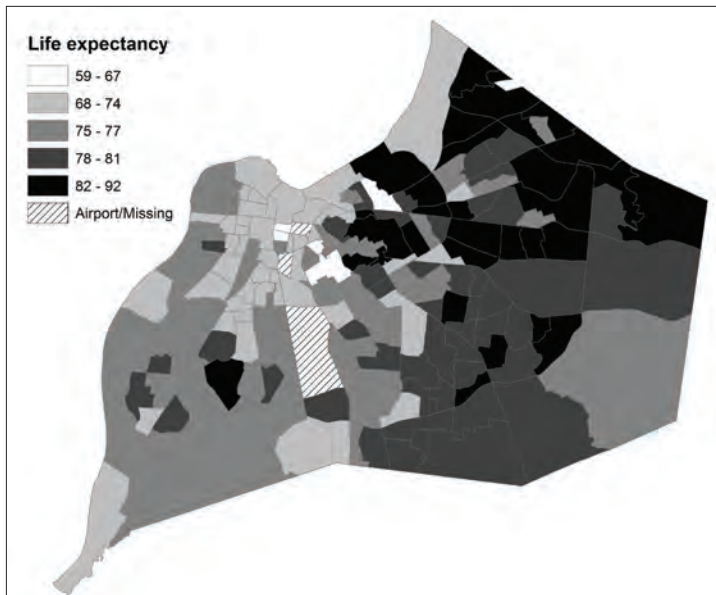 Life expectancy
59 - 67
68 - 74
75 - 77
78 - 81
82 - 92
Airport/Missing